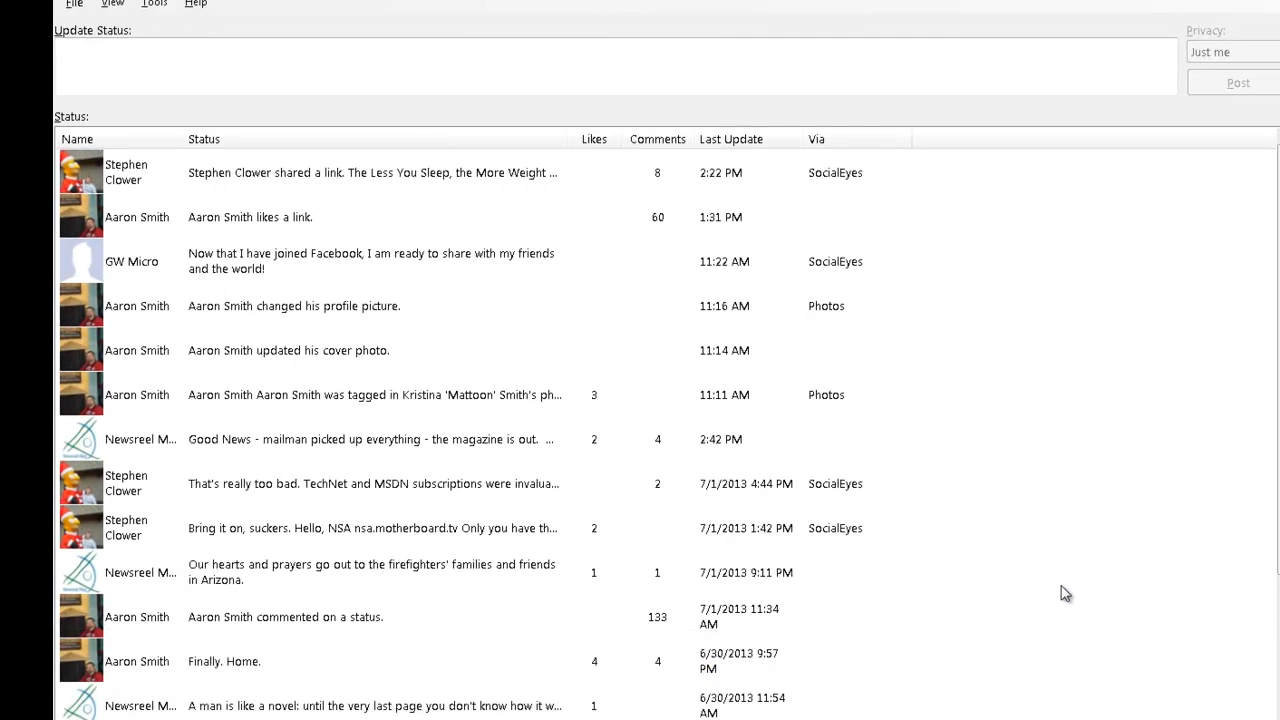 File View Tools Help
Update Status:
Privacy:
Just me
Post
Status:
Name Status Likes Comments Last Update Via
Stephen
Clower
Stephen Clower shared a link. The Less You Sleep, the More Weight ... 8 2:22 PM SocialEyes
Aaron Smith Aaron Smith likes a link. 60 1:31 PM
GW Micro
Now that I have joined Facebook, I am ready to share with my friends
and the world!
11:22 AM SocialEyes
Aaron Smith Aaron Smith changed his profile picture. 11:16 AM Photos
Aaron Smith Aaron Smith updated his cover photo. 11:14 AM
Aaron Smith Aaron Smith Aaron Smith was tagged in Kristina 'Mattoon' Smith's ph... 3 11:11 AM Photos
Newsreel M... Good News - mailman picked up everything - the magazine is out. ... 2 4 2:42 PM
Stephen
Clower
That's really too bad. TechNet and MSDN subscriptions were invalua... 2 7/1/2013 4:44 PM SocialEyes
Stephen
Clower
Bring it on, suckers. Hello, NSA nsa.motherboard.tv Only you have th... 2 7/1/2013 1:42 PM SocialEyes
Newsreel M...
Our hearts and prayers go out to the firefighters' families and friends
in Arizona.
1 1 7/1/2013 9:11 PM
Aaron Smith Aaron Smith commented on a status. 133
7/1/2013 11:34
AM
Aaron Smith Finally. Home. 4 4
6/30/2013 9:57
PM
Newsreel M... A man is like a novel: until the very last page you don't know how it w... 1
6/30/2013 11:54
AM